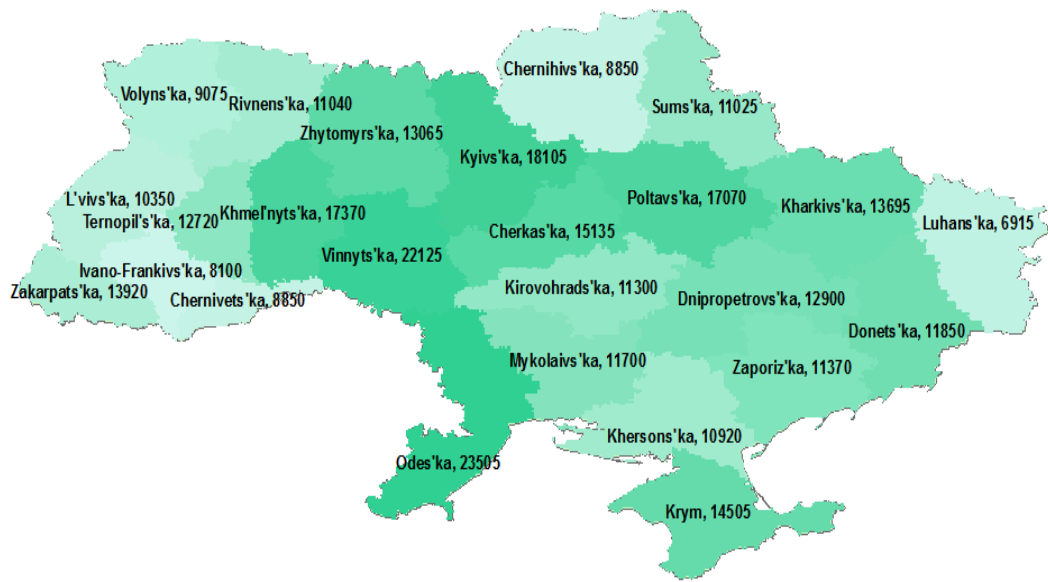 Chernihivs'ka, 8850
Volyns'ka, 9075
Rivnens'ka, 11040
Sums'ka, 11025
Zhytomyrs'ka, 13065
Kyivs'ka, 18105
L'vivs'ka, 10350
Ternopil's'ka, 12720
Khmel'nyts'ka, 17370
Poltavs'ka, 17070
Kharkivs'ka, 13695
Luhans'ka, 6915
Cherkas'ka, 15135
Vinnyts'ka, 22125
Ivano-Frankivs'ka, 8100
Zakarpats'ka, 13920
Chernivets'ka, 8850
Kirovohrads'ka, 11300
Dnipropetrovs'ka, 12900
Donets'ka, 11850
Mykolaivs'ka, 11700
Zaporiz'ka, 11370
Khersons'ka, 10920
Odes'ka, 23505
Krym, 14505